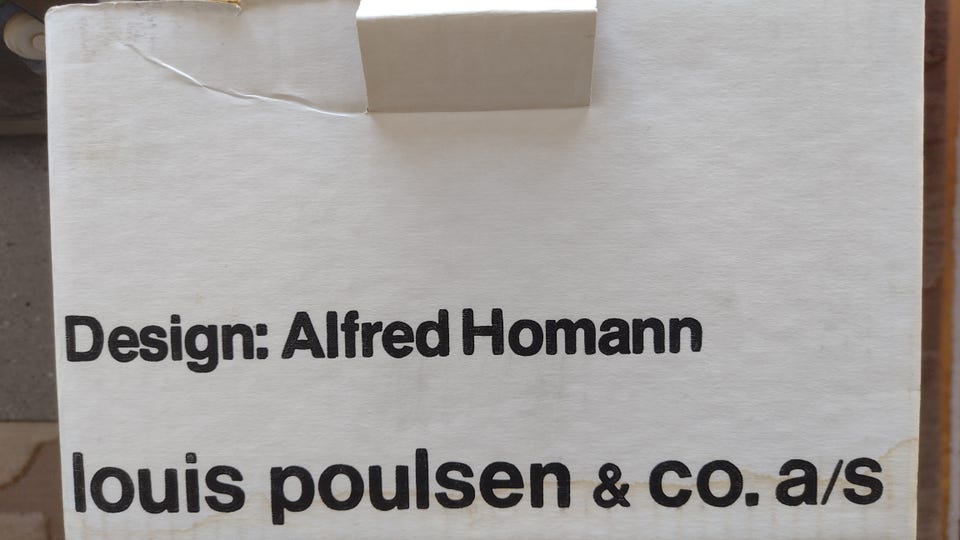 Design: Alfred Homann
louis poulsen & co. a/s